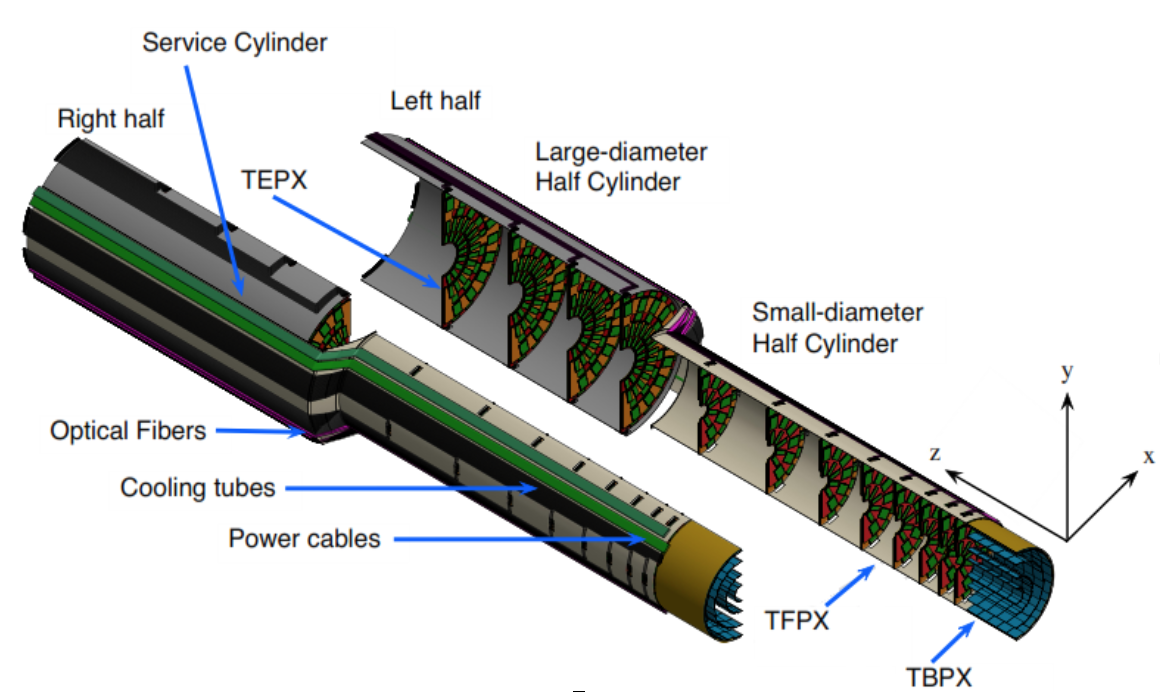 Service Cylinder
Right half
Left half
TEPX
Large-diameter
Half Cylinder
Small-diameter
Half Cylinder
y
x
z
Optical Fibers
Cooling tubes
Power cables
TFPX
TBPX